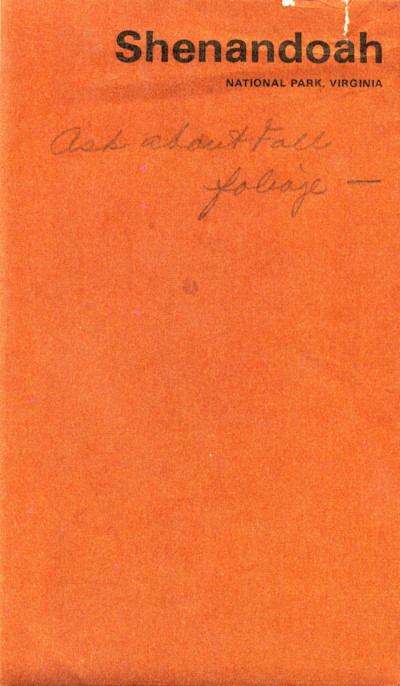 Shenandoah
NATIONAL PARK, VIRGINIA
Ask about Fall
foliage —